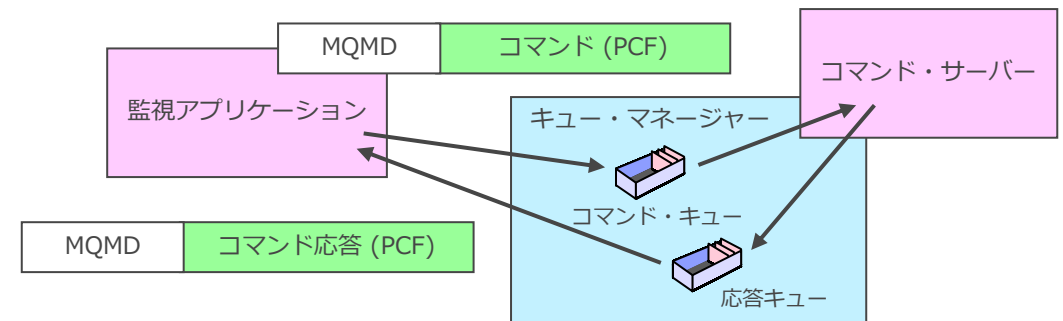 MQMD
コマンド (PCF)
コマンド・サーバー
監視アプリケーション
キュー・マネージャー
コマンド・キュー
MQMD
コマンド応答 (PCF)
応答キュー